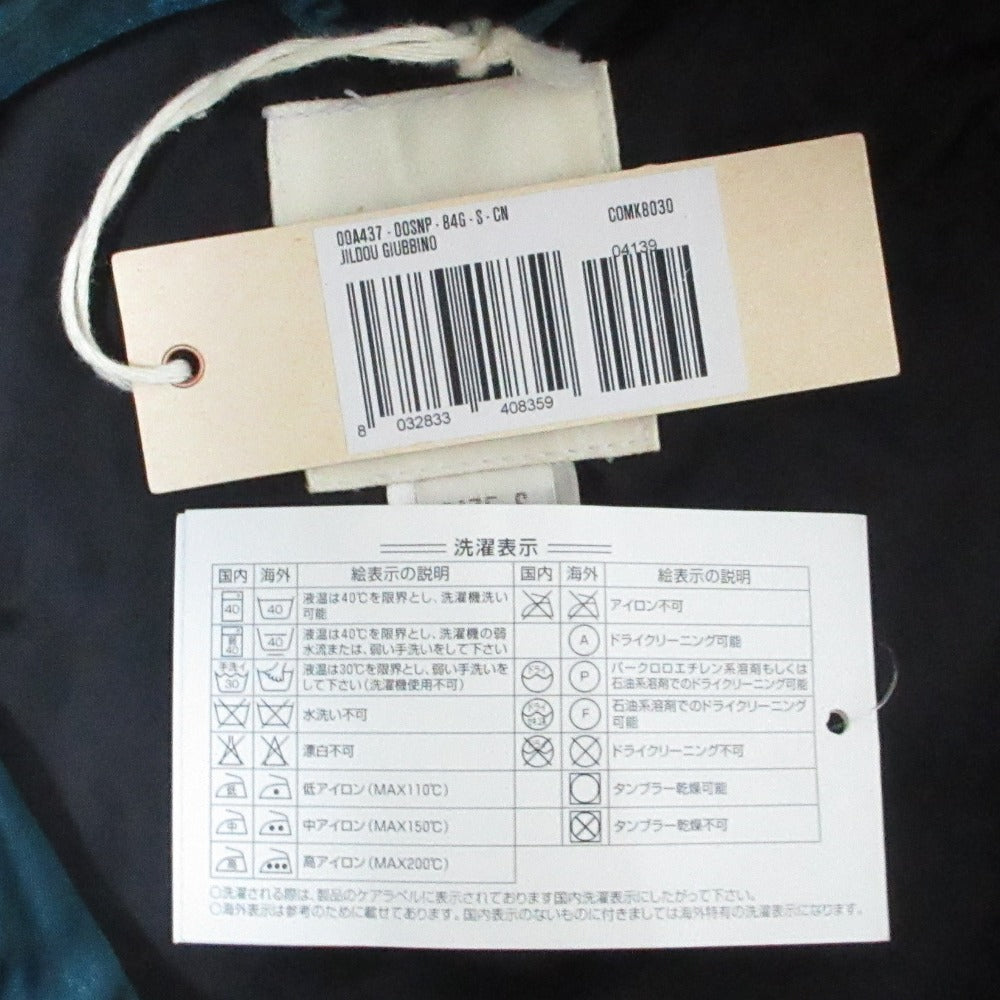 00A437 - 00SNP - 84G - S - CN
JILDOU GIUBBINO
COMK8030
04139
8 032833 408359
洗濯表示
国内 海外 絵表示の説明 国内 海外 絵表示の説明
40 40 液温は40℃を限界とし、洗濯機洗い
可能
アイロン不可
弱 40 40 液温は40℃を限界とし、洗濯機の弱
水流または、弱い手洗いをして下さい
A ドライクリーニング可能
手洗イ 30 液温は30℃を限界とし、弱い手洗いを
して下さい(洗濯機使用不可)
ドライ P パークロロエチレン系溶剤もしくは
石油系溶剤でのドライクリーニング可能
水洗い不可
F 石油系溶剤でのドライクリーニング
可能
漂白不可
ドライクリーニング不可
低 低アイロン(MAX110℃)
タンブラー乾燥可能
中 中アイロン(MAX150℃)
タンブラー乾燥不可
高 高アイロン(MAX200℃)
○洗濯される際は、製品のケアラベルに表示されております国内洗濯表示にしたがって下さい。
○海外表示は参考のために載せてあります。国内表示のないものに付きましては海外特有の洗濯表示になります。